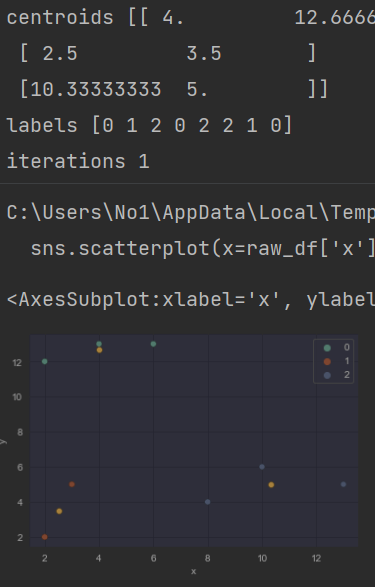 centroids [[ 4. 12.6666
[ 2.5 3.5 ]
[10.33333333 5. ]]
labels [0 1 2 0 2 2 1 0]
iterations 1
C:\Users\No1\AppData\Local\Temp
sns.scatterplot(x=raw_df['x']
<AxesSubplot:xlabel='x', ylabel
0
1
2
12
10
8
6
4
2
y
2 4 6 8 10 12
x